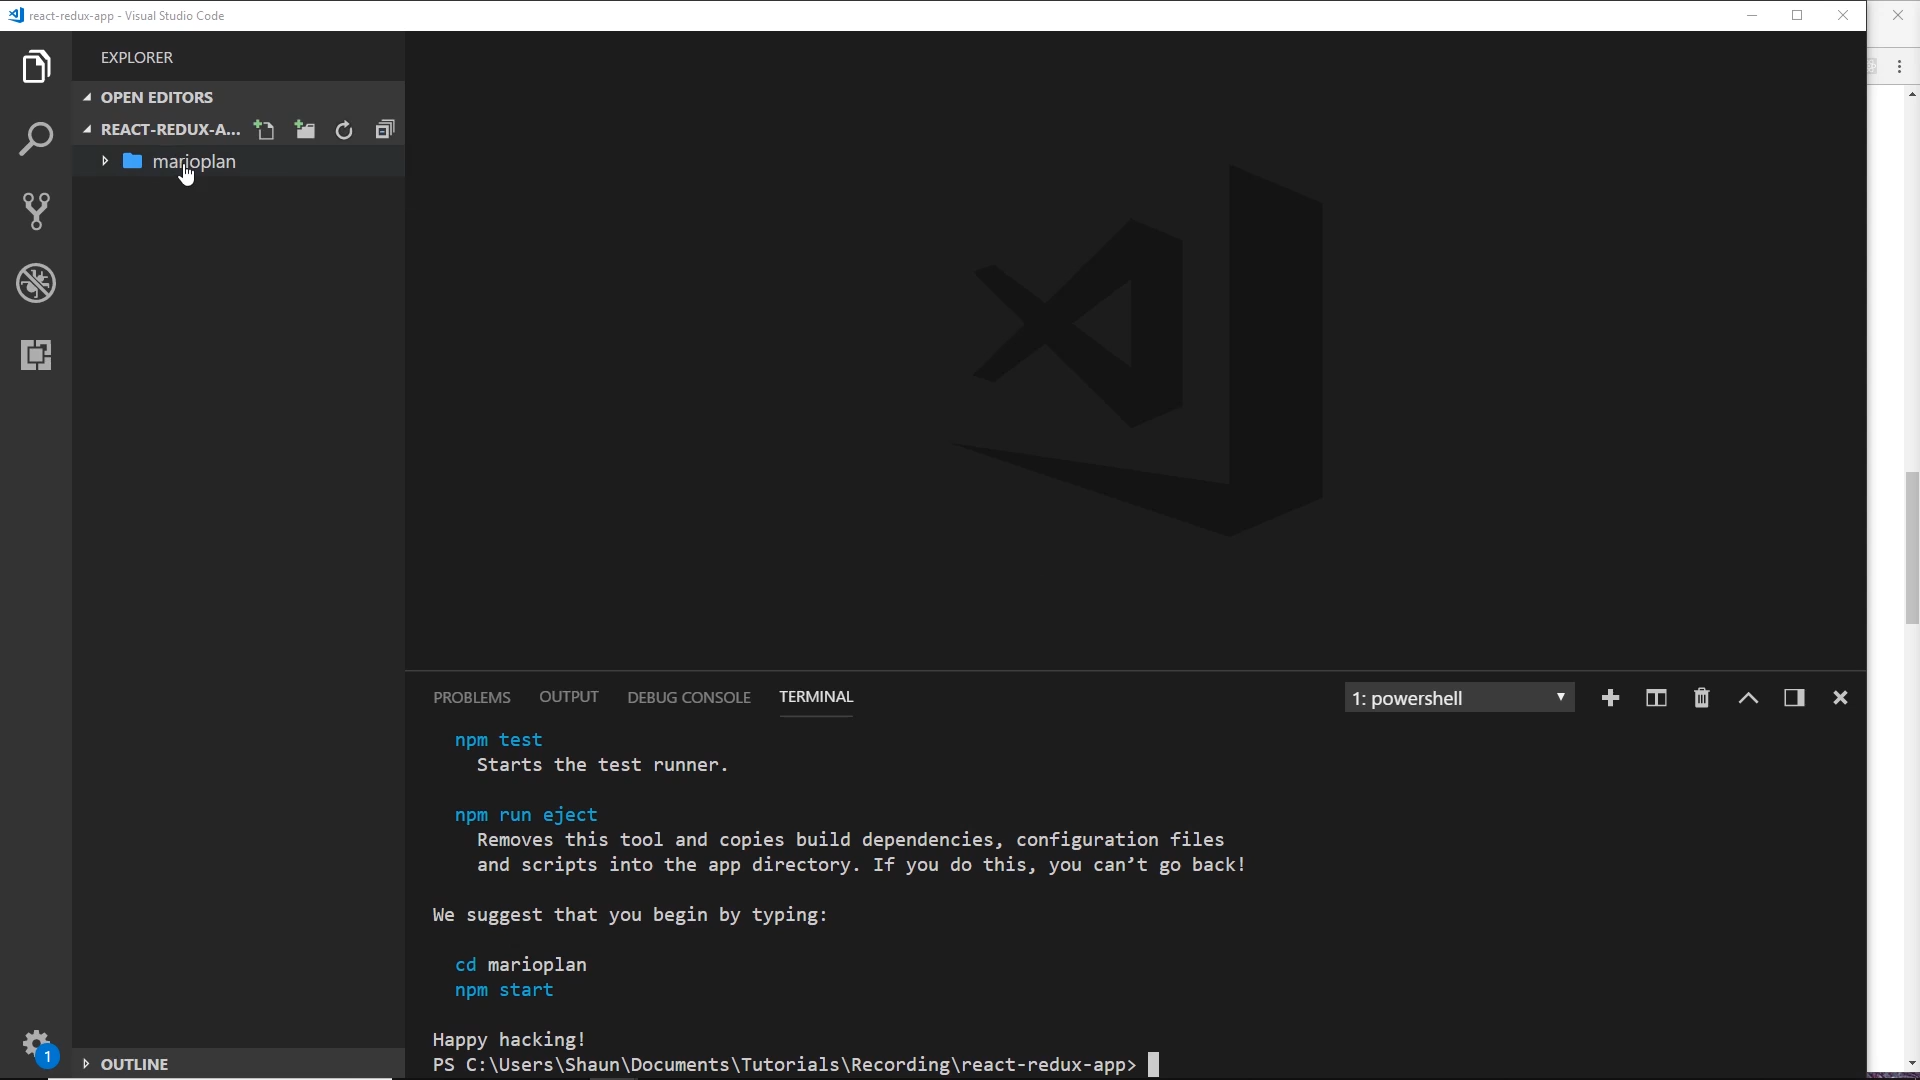 react-redux-app - Visual Studio Code
EXPLORER
OPEN EDITORS
REACT-REDUX-A...
marioplan
OUTLINE
1
PROBLEMS OUTPUT DEBUG CONSOLE TERMINAL 1: powershell
npm test
Starts the test runner.
npm run eject
Removes this tool and copies build dependencies, configuration files
and scripts into the app directory. If you do this, you can’t go back!
We suggest that you begin by typing:
cd marioplan
npm start
Happy hacking!
PS C:\Users\Shaun\Documents\Tutorials\Recording\react-redux-app>